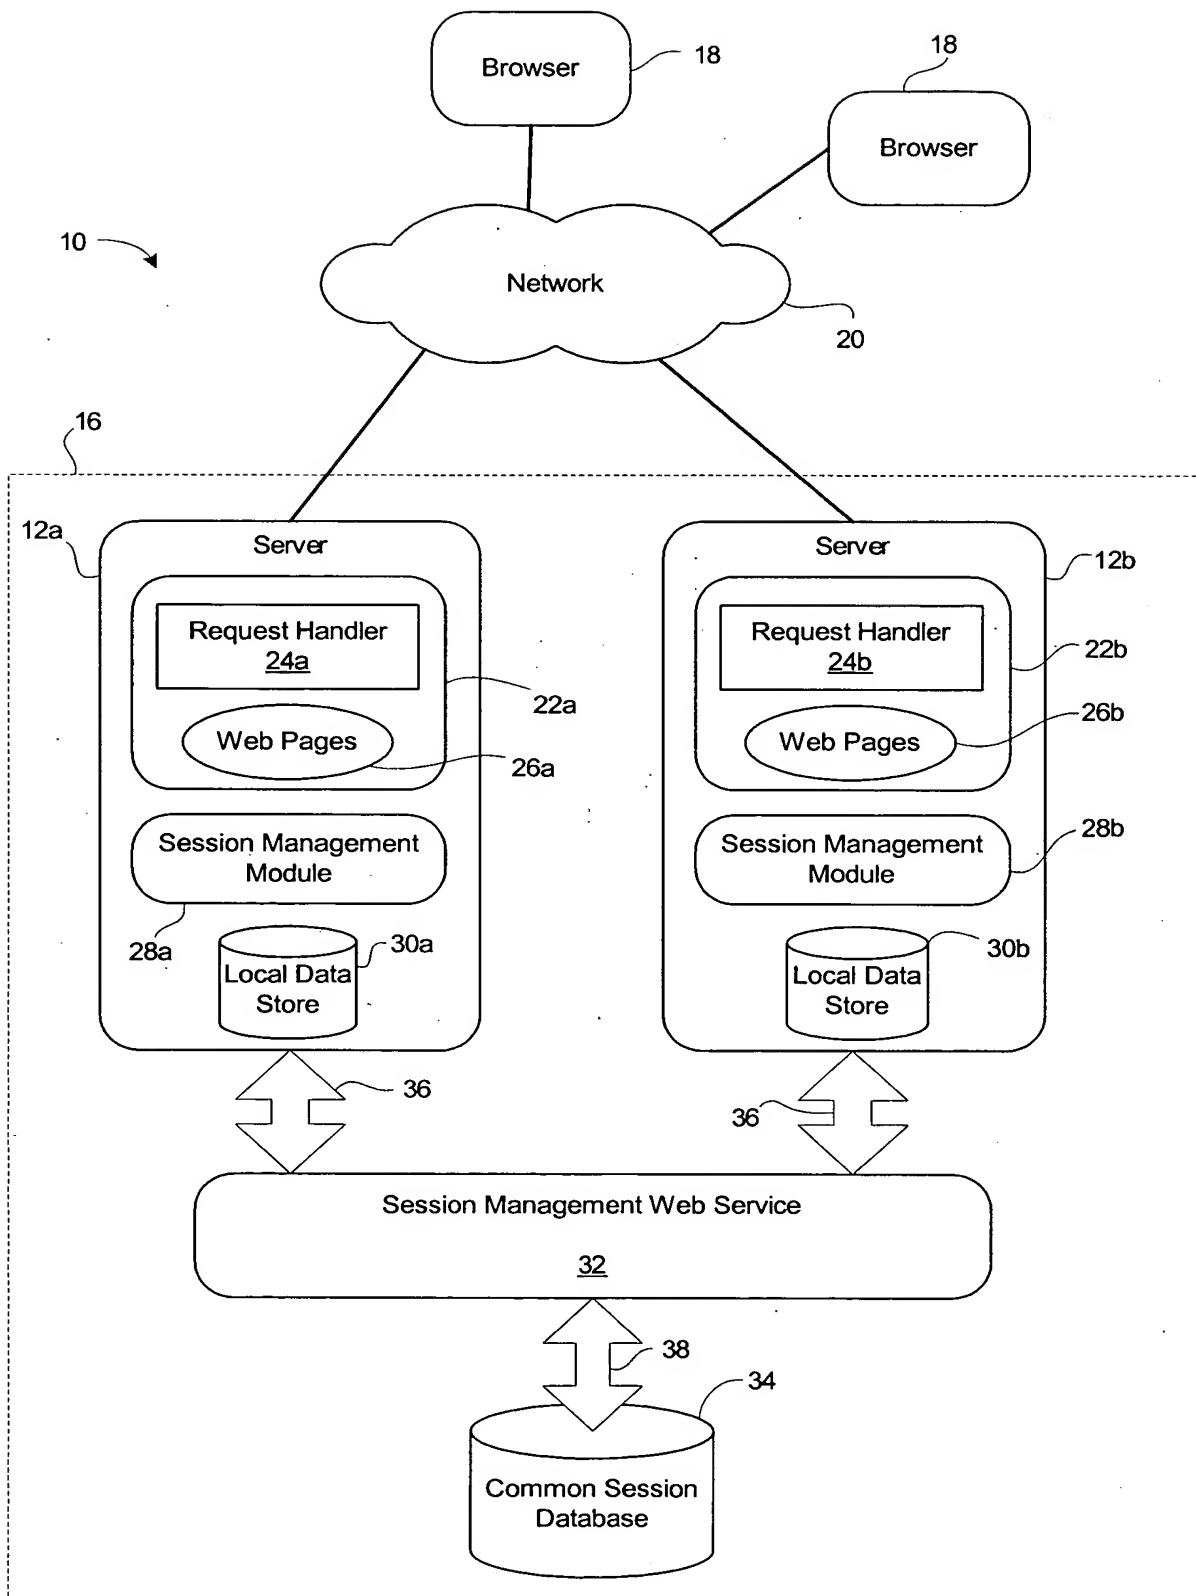 Browser
18
18
Browser
10
Network
20
16
12a
Server
Server
12b
Request Handler
24a
Request Handler
24b
22b
22a
Web Pages
26a
Web Pages
26b
Session Management
Module
28a
Session Management
Module
28b
Local Data
Store
30a
Local Data
Store
30b
36
36
Session Management Web Service
32
38
34
Common Session
Database